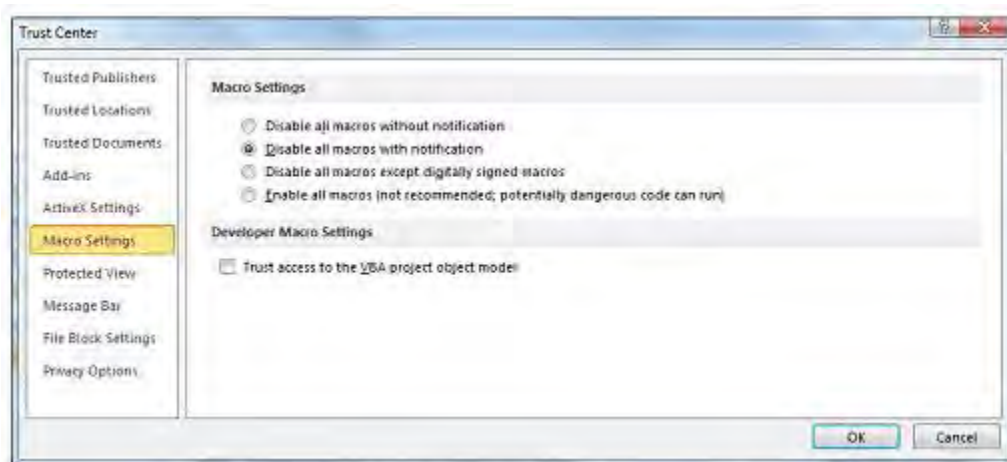 Trust Center
Trusted Publishers
Trusted Locations
Trusted Documents
Add-ins
ActiveX Settings
Macro Settings
Protected View
Message Bar
File Block Settings
Privacy Options
Macro Settings
Disable all macros without notification
Disable all macros with notification
Disable all macros except digitally signed macros
Enable all macros (not recommended; potentially dangerous code can run)
Developer Macro Settings
Trust access to the VBA project object model
OK
Cancel